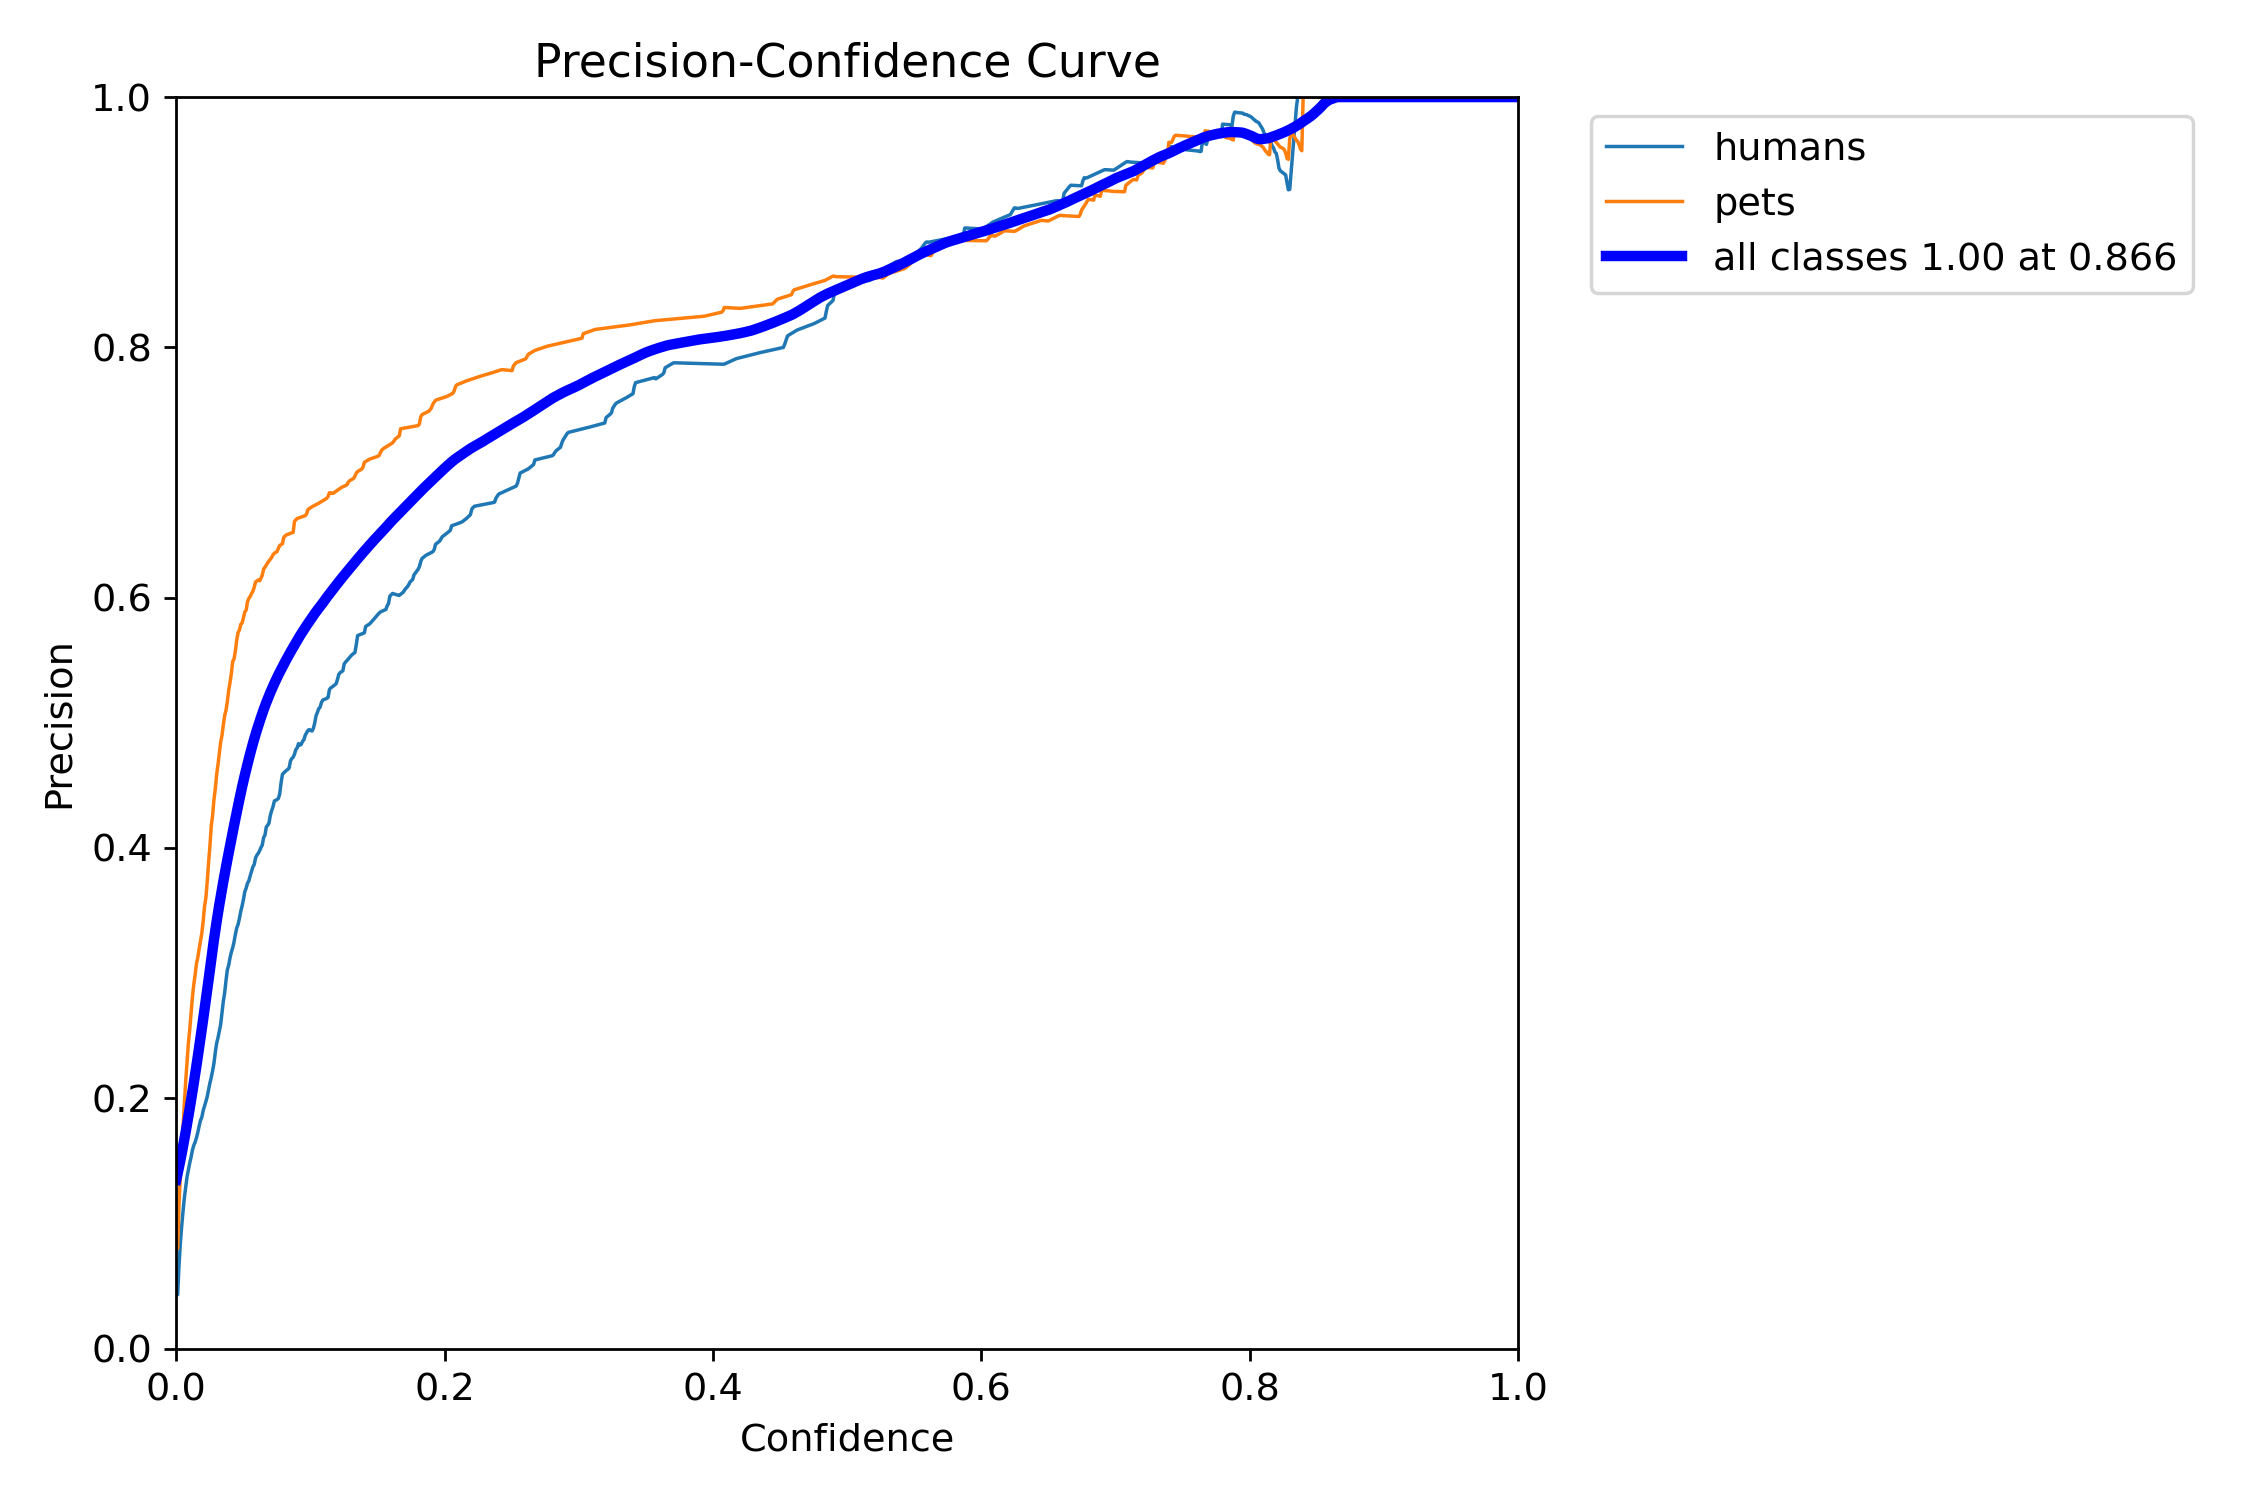 Precision-Confidence Curve
1.0
0.8
0.6
0.4
0.2
0.0
Precision
0.0 0.2 0.4 0.6 0.8 1.0
Confidence
humans
pets
all classes 1.00 at 0.866